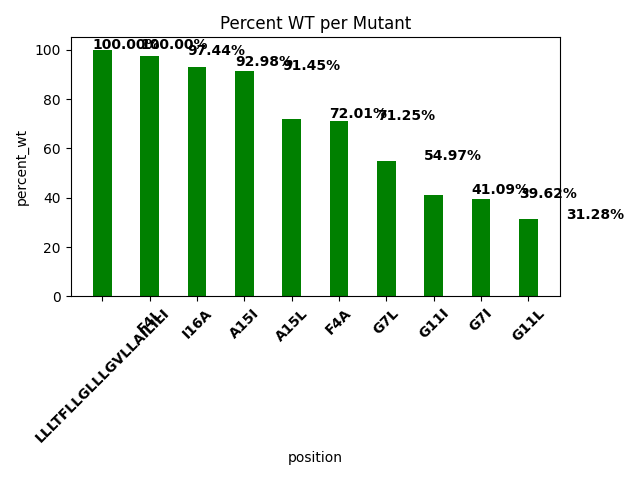 Percent WT per Mutant
100.00%
100.00%
97.44%
92.98%
91.45%
72.01%
71.25%
54.97%
41.09%
39.62%
31.28%
percent_wt
100
80
60
40
20
0
LLLTFLLGLLLGVLLAILILI
F4L
I16A
A15I
A15L
F4A
G7L
G11I
G7I
G11L
position